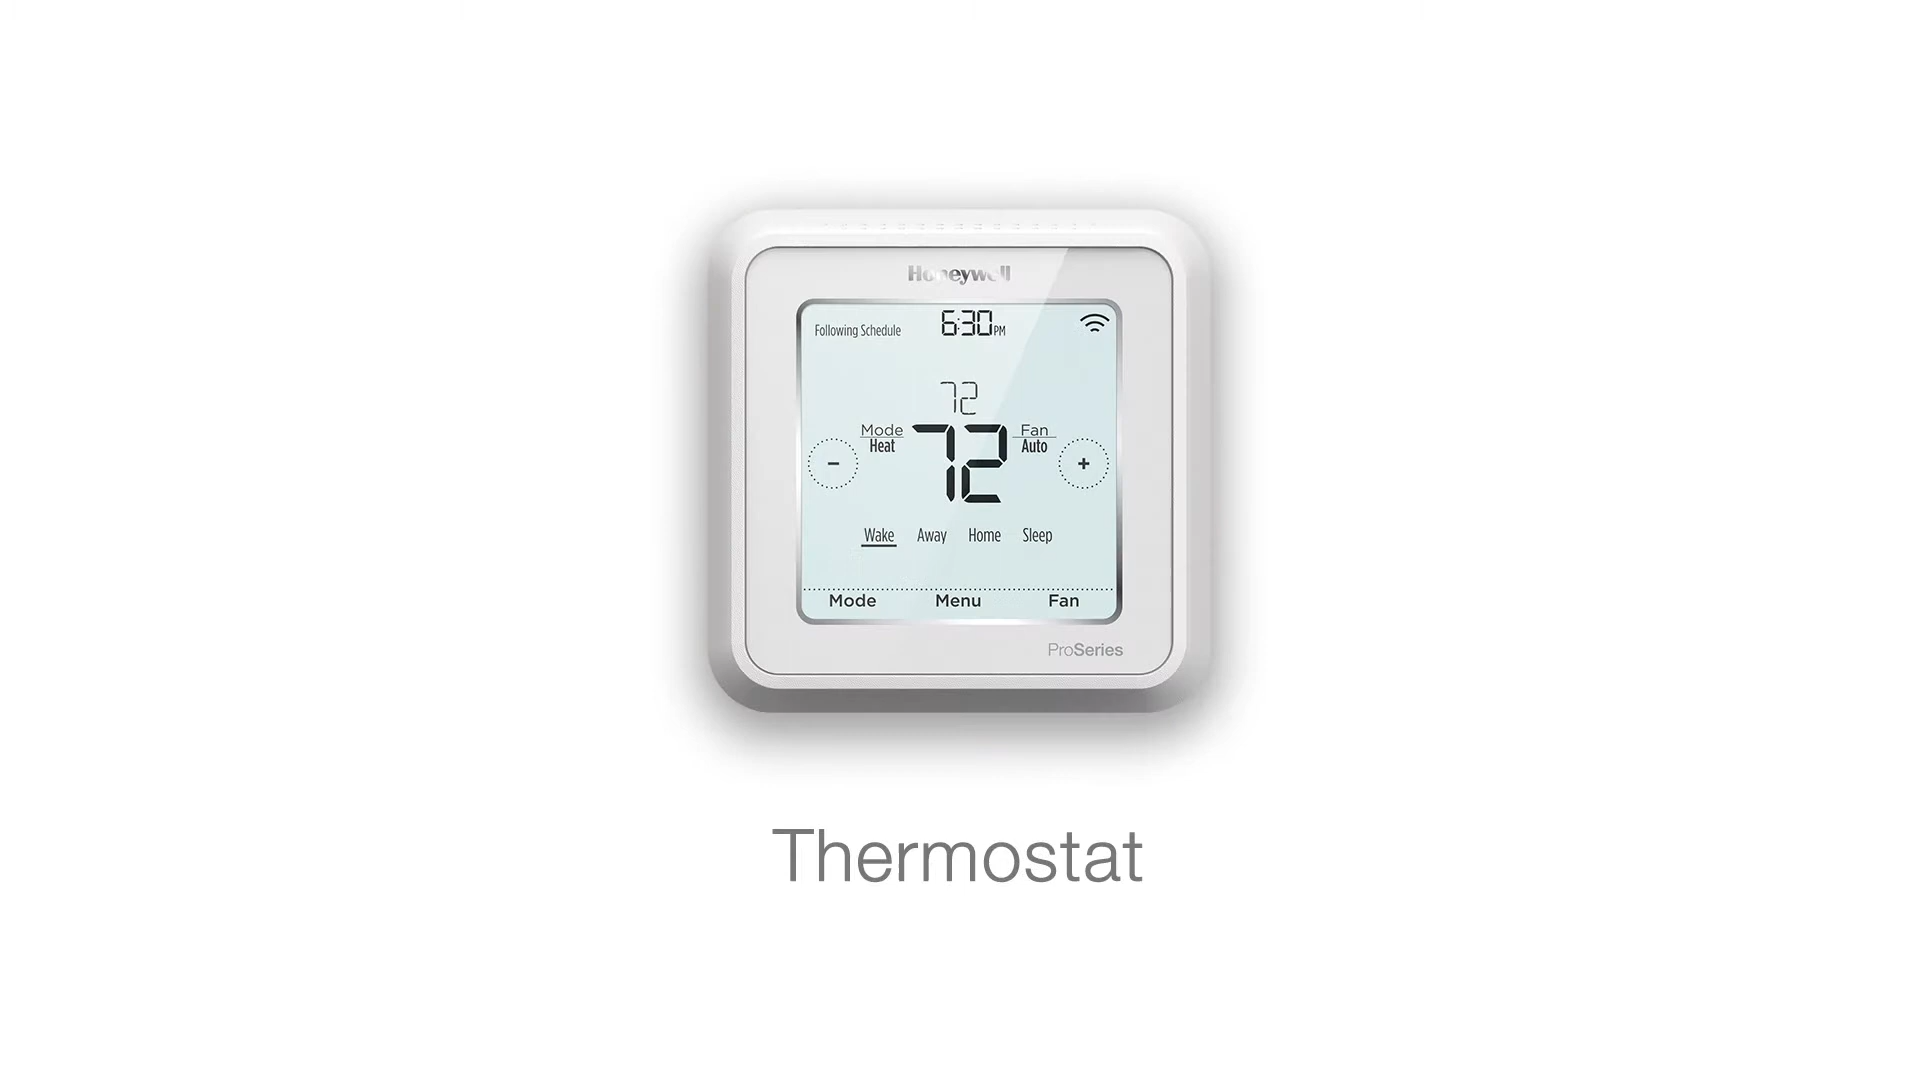 Honeywell
Following Schedule
6:30PM
72
Mode
Heat
72
Fan
Auto
-
+
Wake Away Home Sleep
Mode Menu Fan
ProSeries
Thermostat